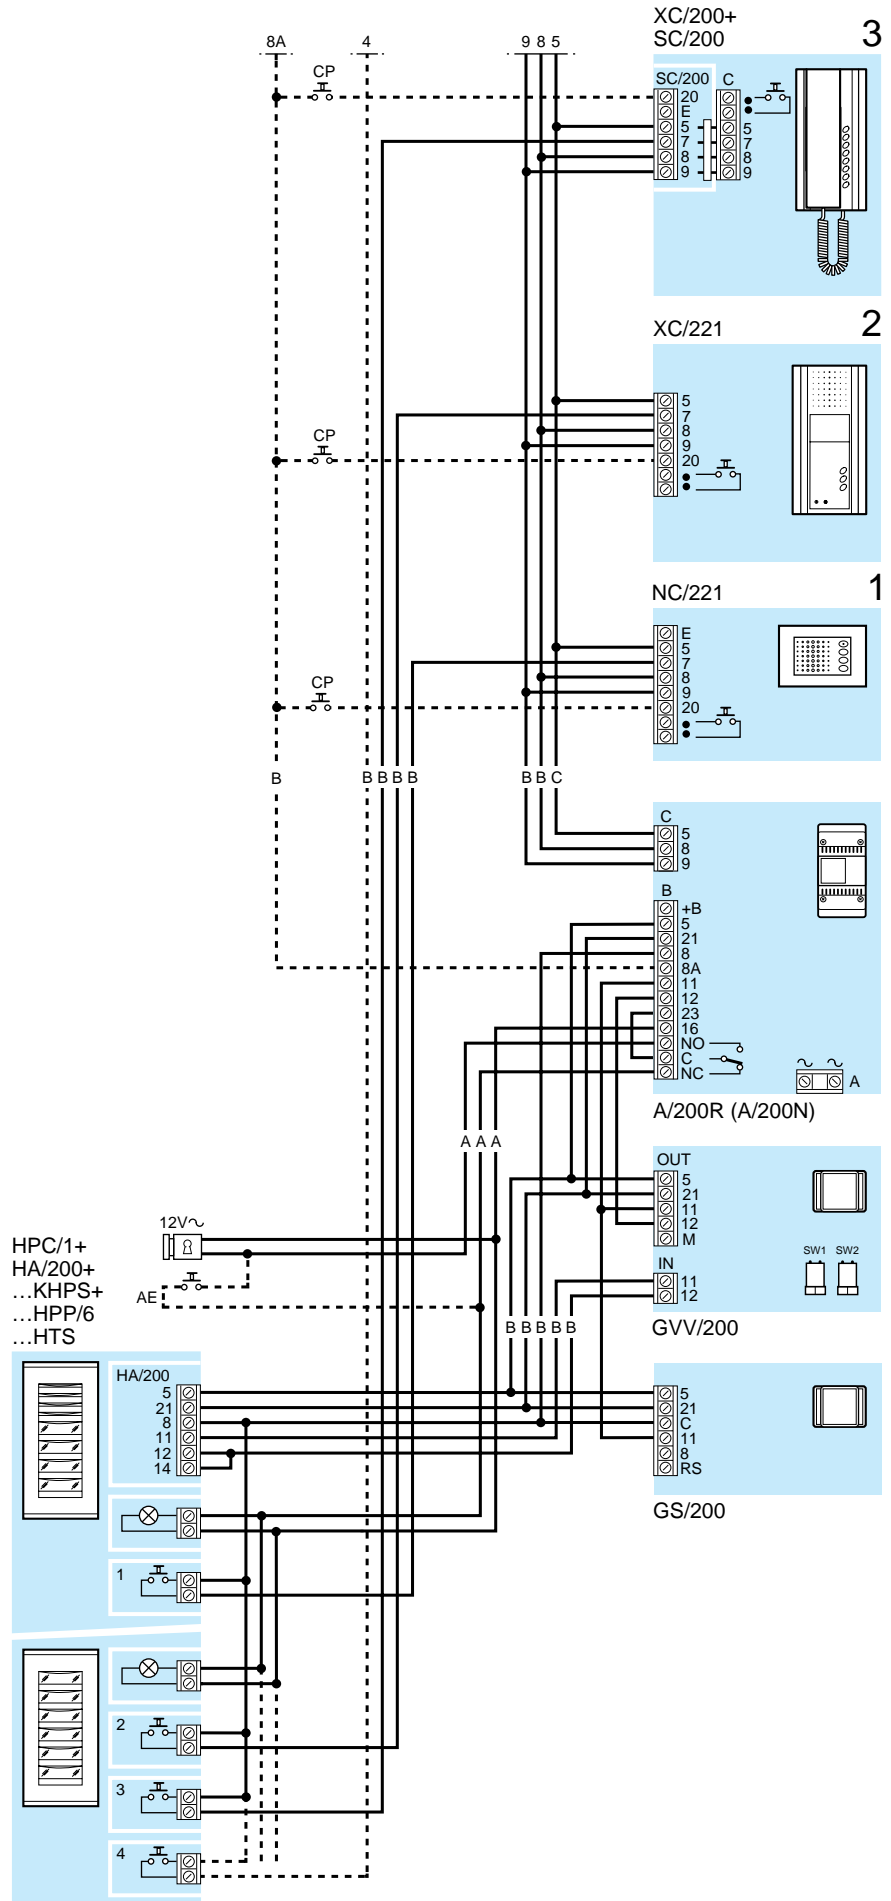 XC/200+
SC/200
3
8A
4
9 8 5
CP
SC/200
C
20
E
5
7
8
9
5
7
8
9
XC/221
2
CP
5
7
8
9
20
NC/221
1
CP
E
5
7
8
9
20
B
B B B B
B B C
C
5
8
9
B
+B
5
21
8
8A
11
12
23
16
NO
C
NC
A
A/200R (A/200N)
A A A
OUT
5
21
11
12
M
SW1 SW2
IN
11
12
GVV/200
12V~
AE
HPC/1+
HA/200+
...KHPS+
...HPP/6
...HTS
B B B B B
HA/200
5
21
8
11
12
14
5
21
C
11
8
RS
GS/200
1
2
3
4